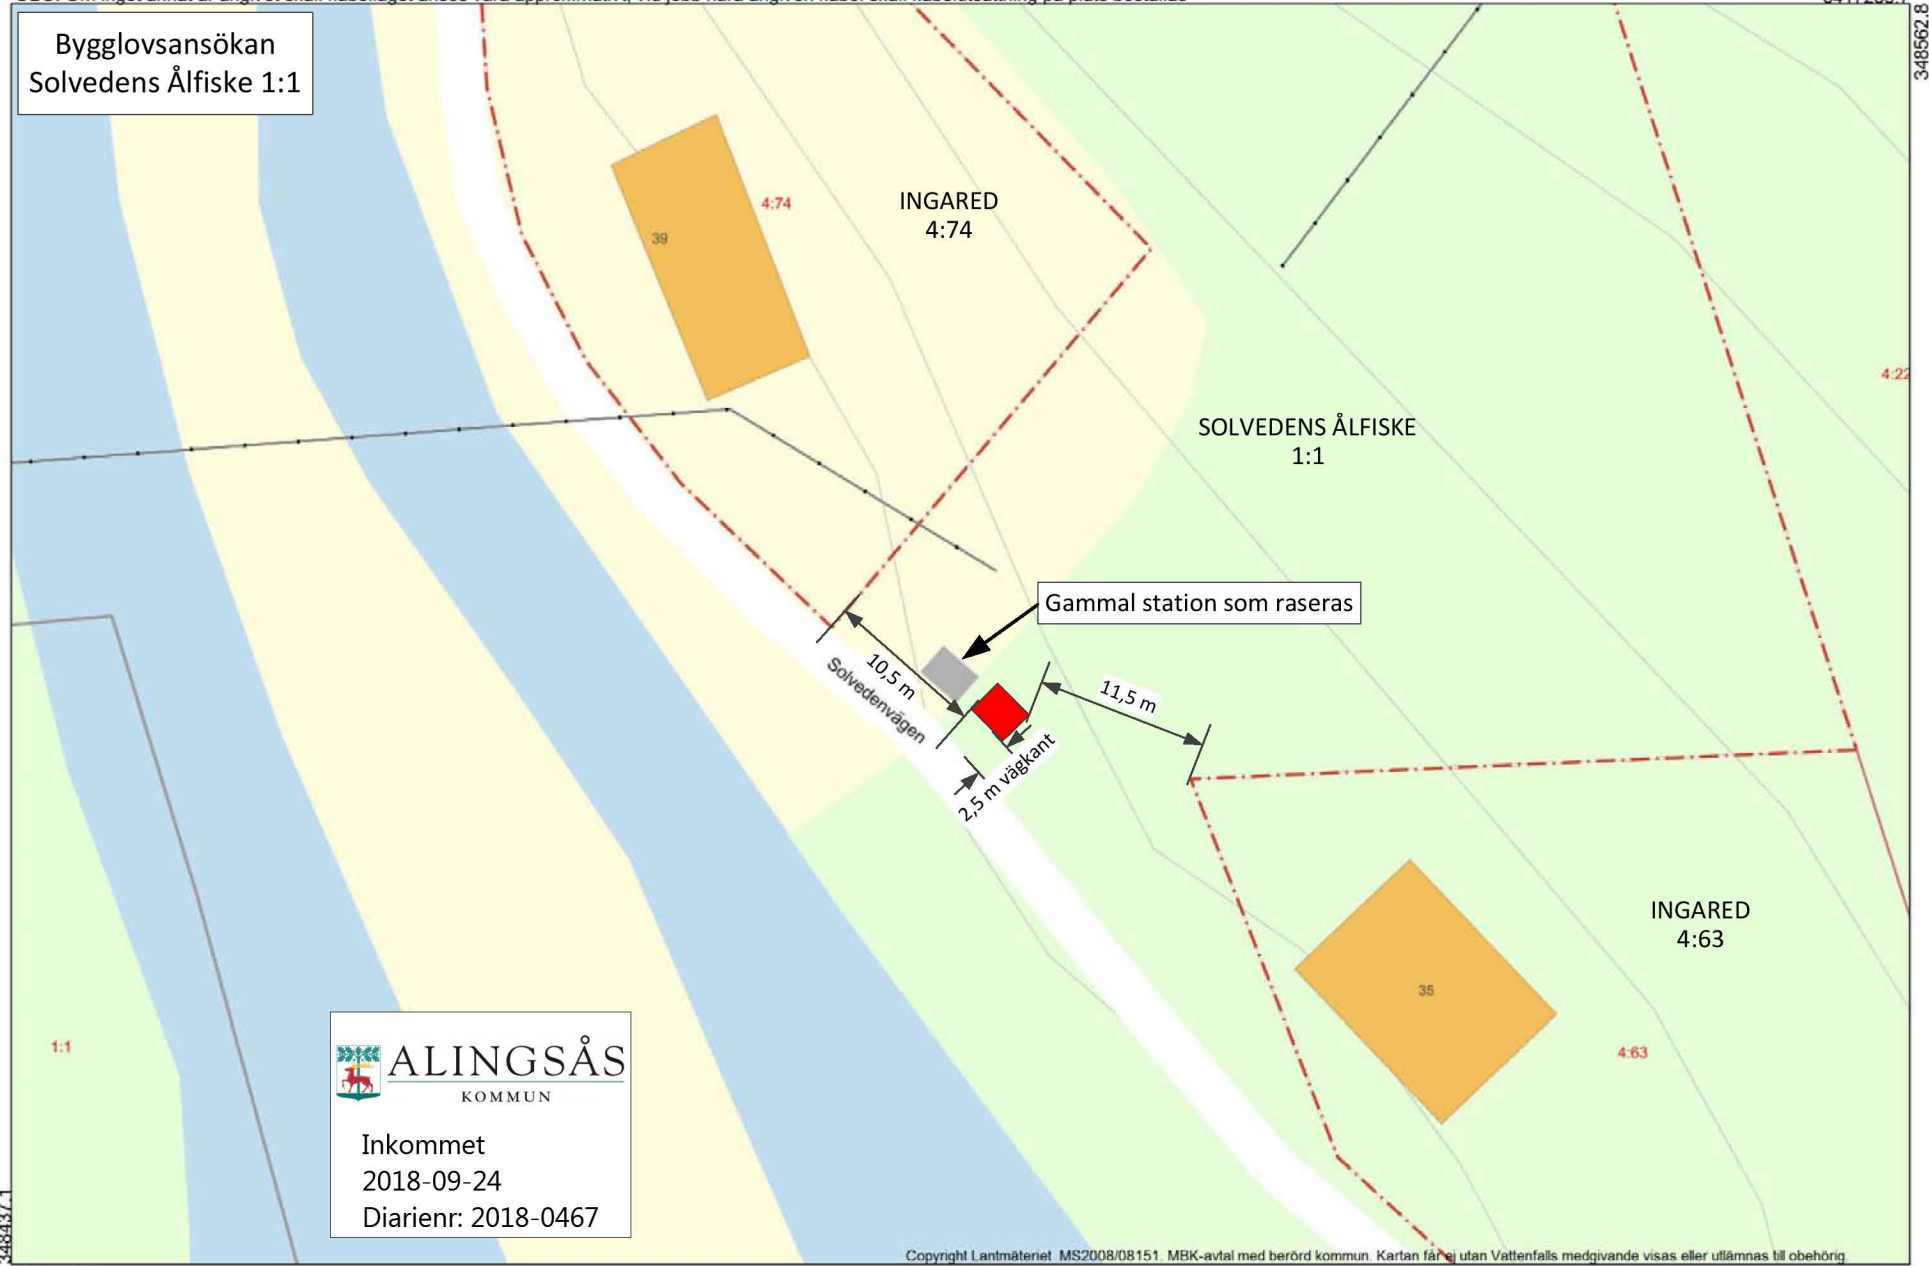 Bygglovsansökan
Solvedens Ålfiske 1:1
348562.8
39
4:74
INGARED
4:74
4:22
SOLVEDENS ÅLFISKE
1:1
Gammal station som raseras
10,5 m
Solvedenvägen
11,5 m
2,5 m vägkant
INGARED
4:63
35
4:63
1:1
ALINGSÅS
KOMMUN
Inkommet
2018-09-24
Diarienr: 2018-0467
348437.1
Copyright Lantmäteriet MS2008/08151. MBK-avtal med berörd kommun. Kartan får ej utan Vattenfalls medgivande visas eller utlämnas till obehörig.